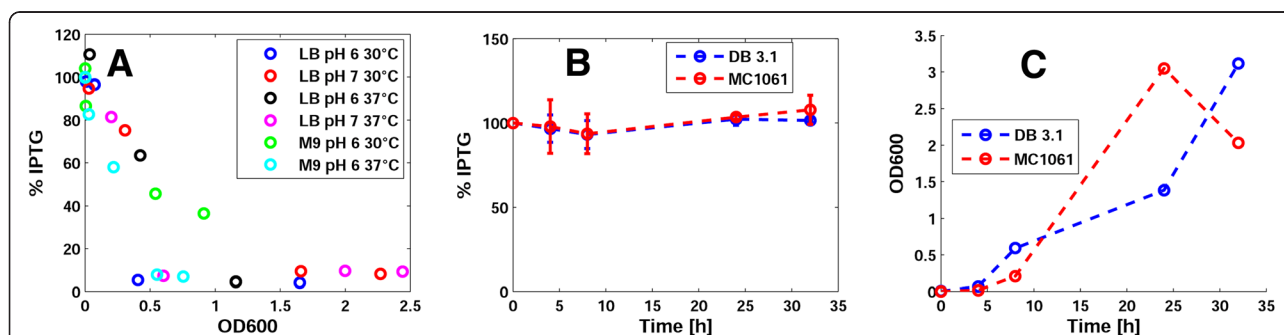 A
% IPTG
120
100
80
60
40
20
0
0
0.5
1
1.5
2
2.5
OD600
LB pH 6 30°C
LB pH 7 30°C
LB pH 6 37°C
LB pH 7 37°C
M9 pH 6 30°C
M9 pH 6 37°C
B
% IPTG
150
100
50
0
0
5
10
15
20
25
30
35
Time [h]
DB 3.1
MC1061
C
OD600
3.5
3
2.5
2
1.5
1
0.5
0
0
5
10
15
20
25
30
35
Time [h]
DB 3.1
MC1061